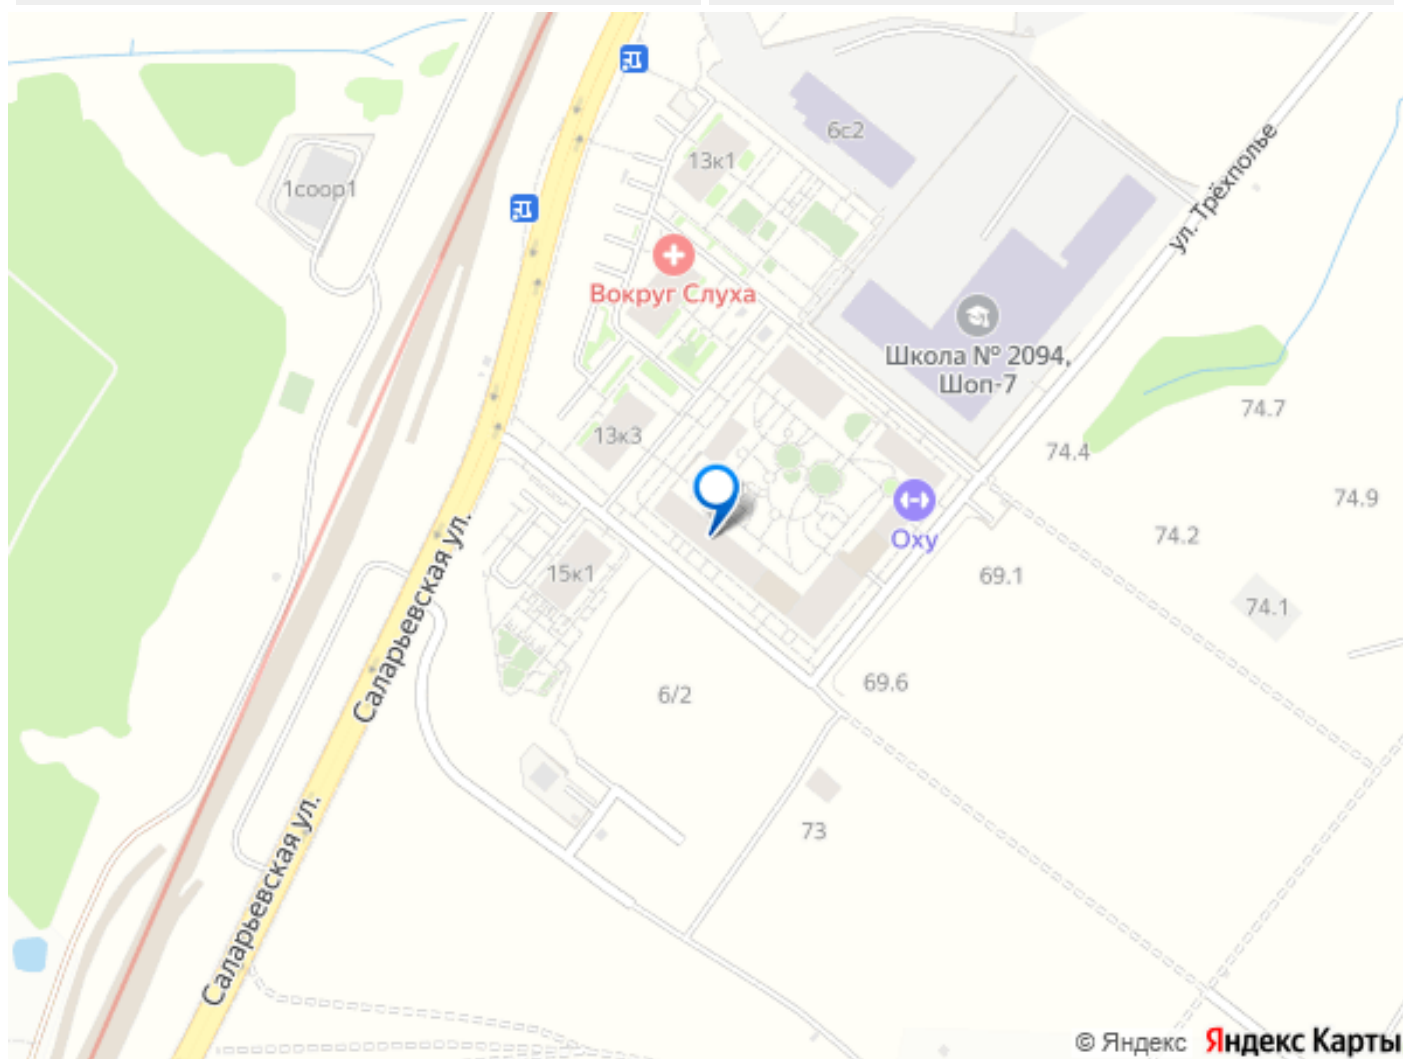 6с2
13к1
1соор1
ул. Трёхполье
Вокруг Слуха
Школа № 2094,
Шоп-7
74.7
13к3
74.4
74.9
74.2
Оху
15к1
69.1
74.1
Саларьевская ул.
69.6
6/2
73
Саларьевская ул.
© Яндекс Яндекс Карты